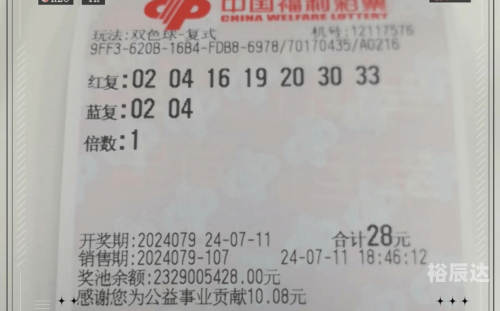 中国福利彩票
CHINA WELFARE LOTTERY
玩法:双色球-复式 机号:12117576
9FF3-620B-16B4-FDB8-6978/70170435/A0216
红复:02 04 16 19 20 30 33
蓝复:02 04
倍数:1
开奖期:2024079 24-07-11 合计28元
销售期:2024079-107 24-07-11 18:46:12
奖池余额:2329005428.00元
感谢您为公益事业贡献10.08元
裕辰达